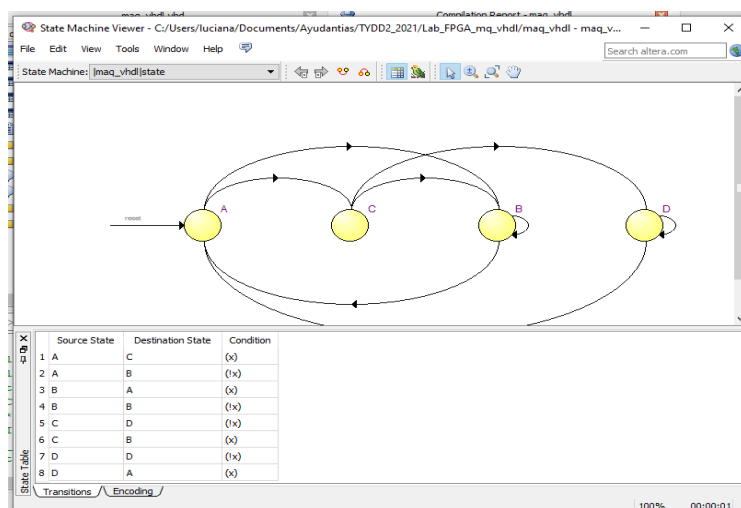 maq_vhdl.vhd Compilation Report - maq_vhdl
State Machine Viewer - C:/Users/luciana/Documents/Ayudantias/TYDD2_2021/Lab_FPGA_mq_vhdl/maq_vhdl - maq_v...
File Edit View Tools Window Help
Search altera.com
State Machine: |maq_vhdl|state
A C B D
reset
Source State Destination State Condition
1 A C (x)
2 A B (!x)
3 B A (x)
4 B B (!x)
5 C D (!x)
6 C B (x)
7 D D (!x)
8 D A (x)
State Table
Transitions Encoding
100% 00:00:01